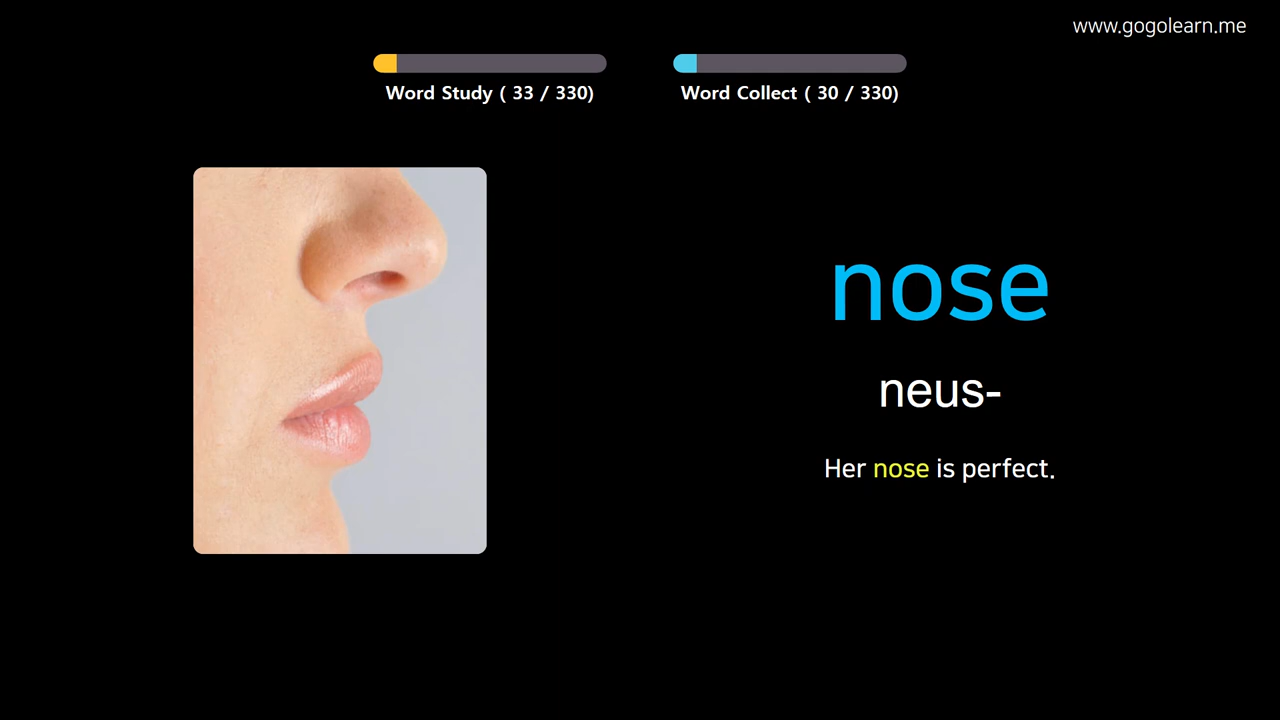 www.gogolearn.me
Word Study ( 33 / 330)
Word Collect ( 30 / 330)
nose
neus-
Her nose is perfect.